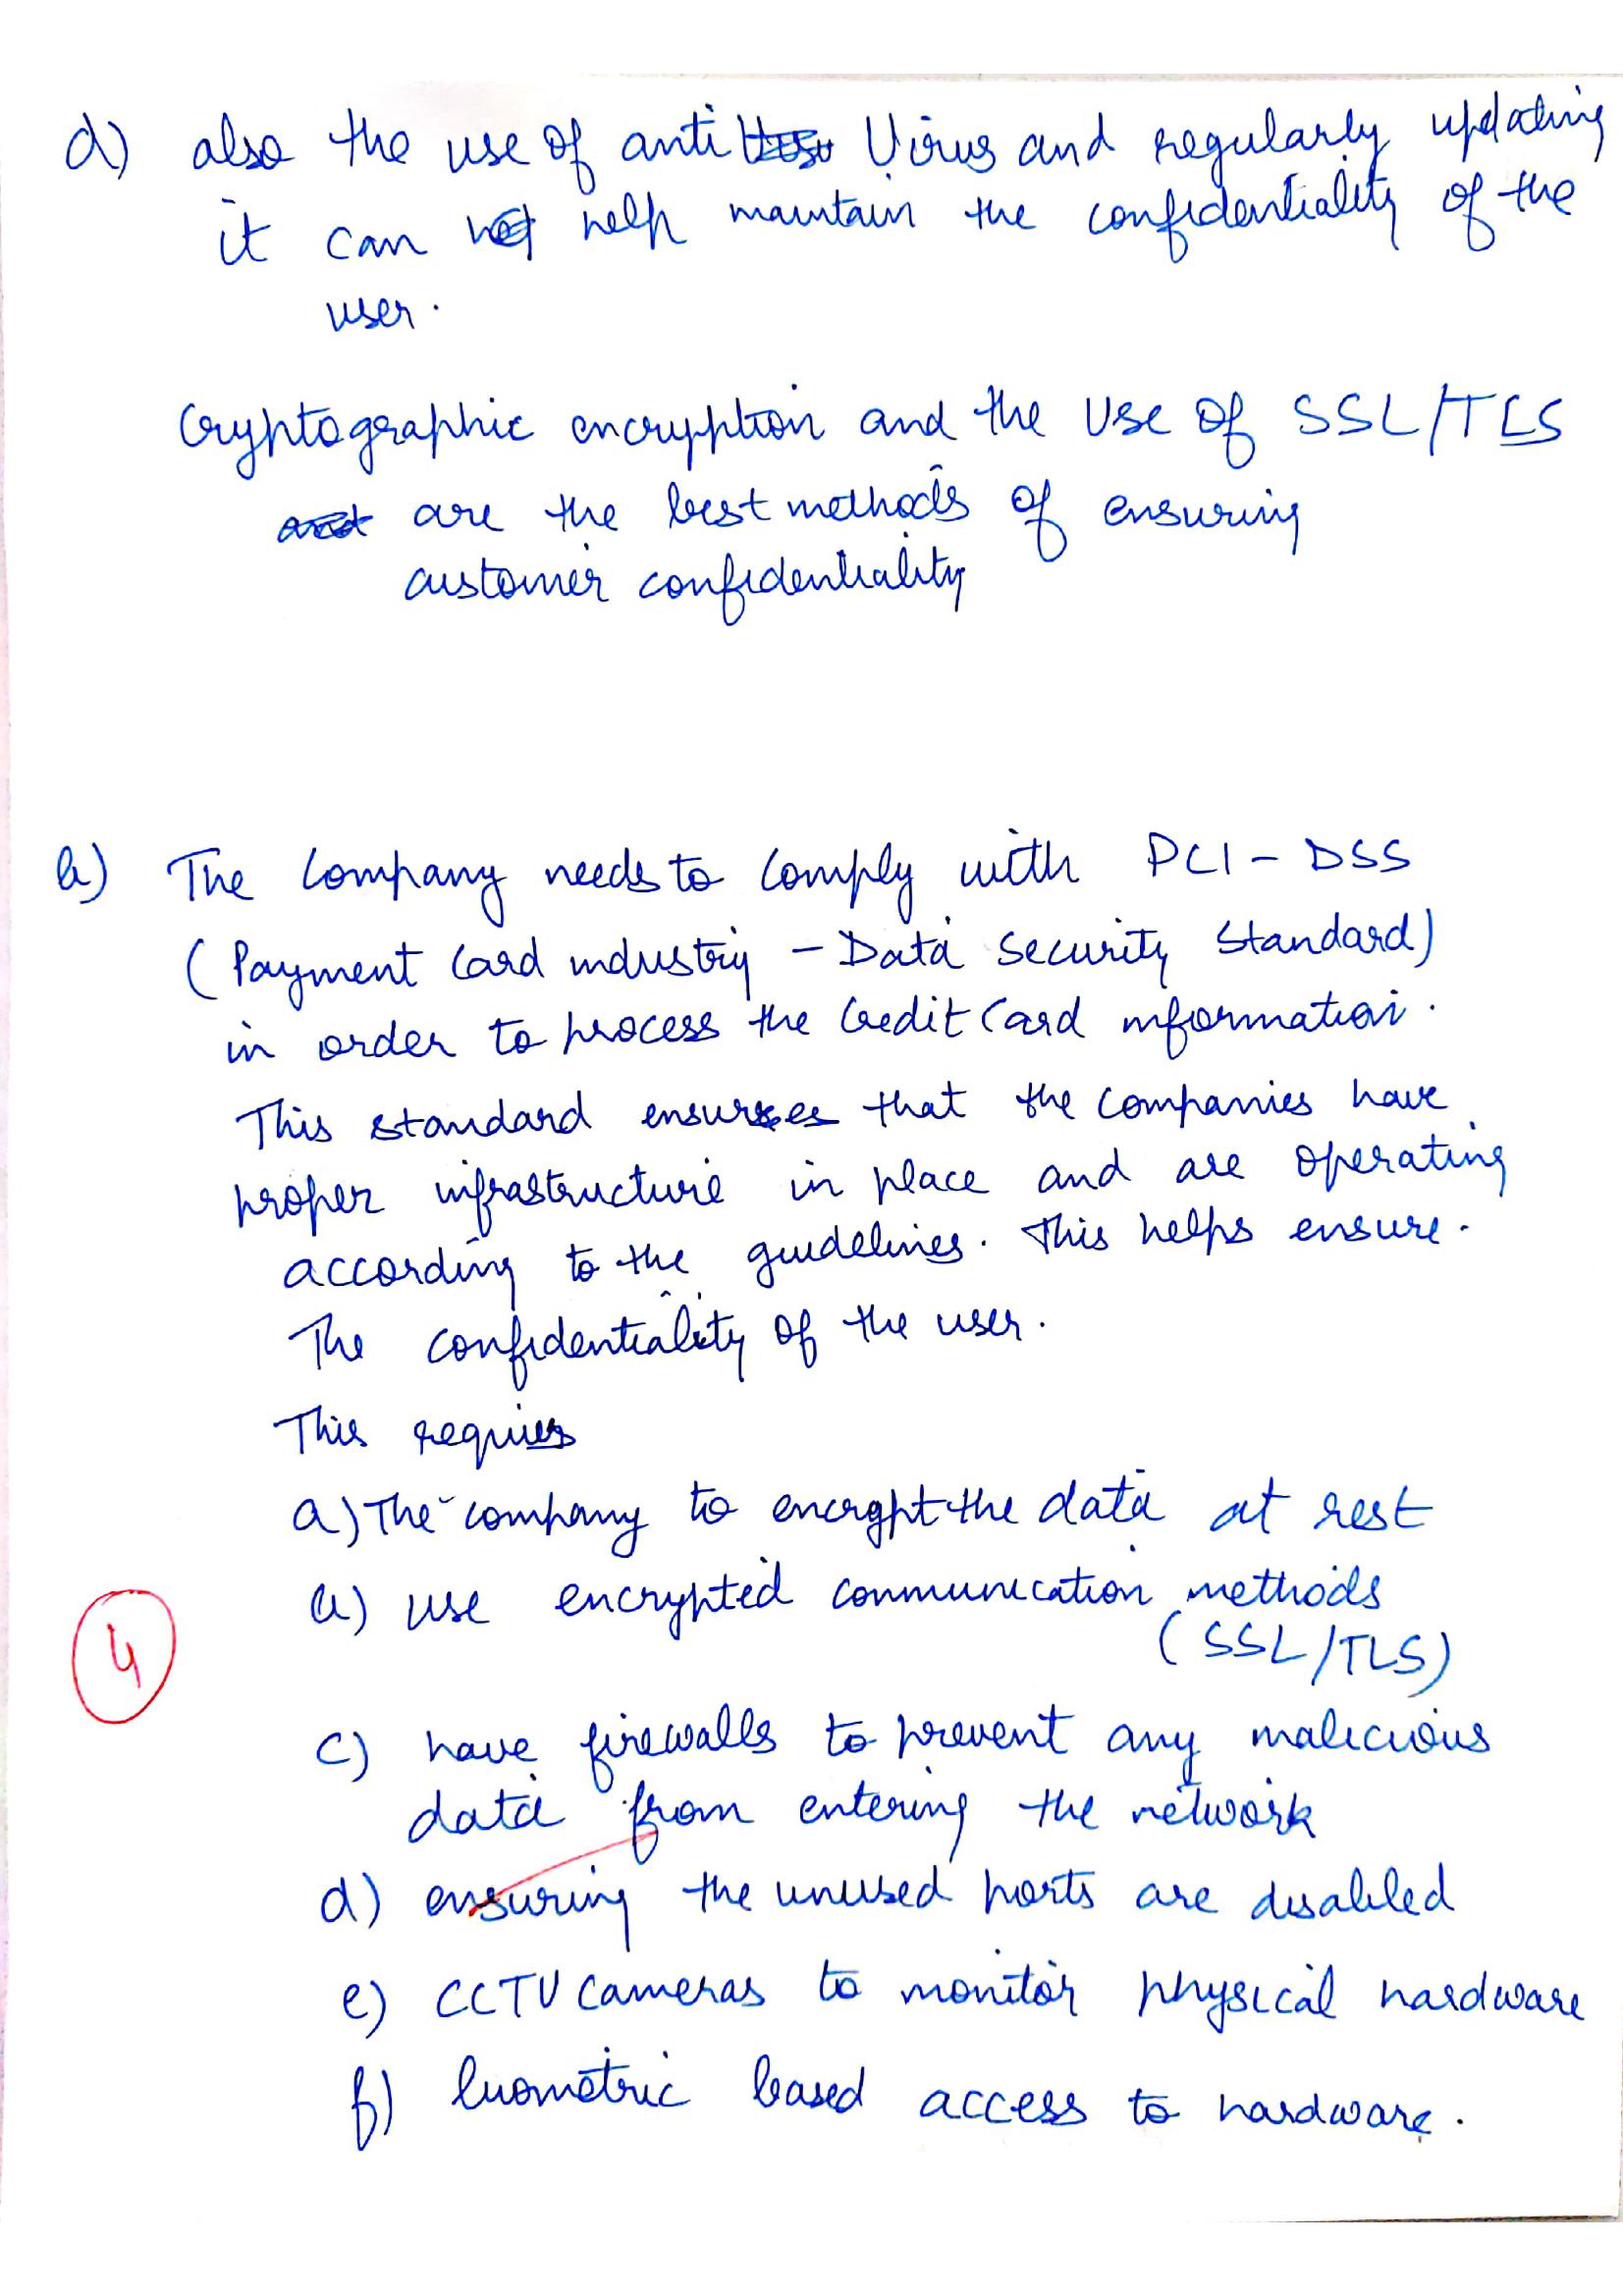 d) also the use of anti Virus and regularly updating
it can help maintain the confidentiality of the
user.
Cryptographic encryption and the Use Of SSL/TLS
are the best methods of ensuring
customer confidentiality
b) The Company needs to Comply with PCI - DSS
(Payment Card industry - Data Security Standard)
in order to process the Credit Card information.
This standard ensures that the companies have
proper infrastructure in place and are operating
according to the guidelines. This helps ensure.
The confidentiality of the user.
This requires
a) The company to encrypt the data at rest
b) use encrypted communication methods
(SSL/TLS)
4
c) have firewalls to prevent any malicious
data from entering the network
d) ensuring the unused ports are disabled
e) CCTV Cameras to monitor physical hardware
f) biometric based access to hardware.